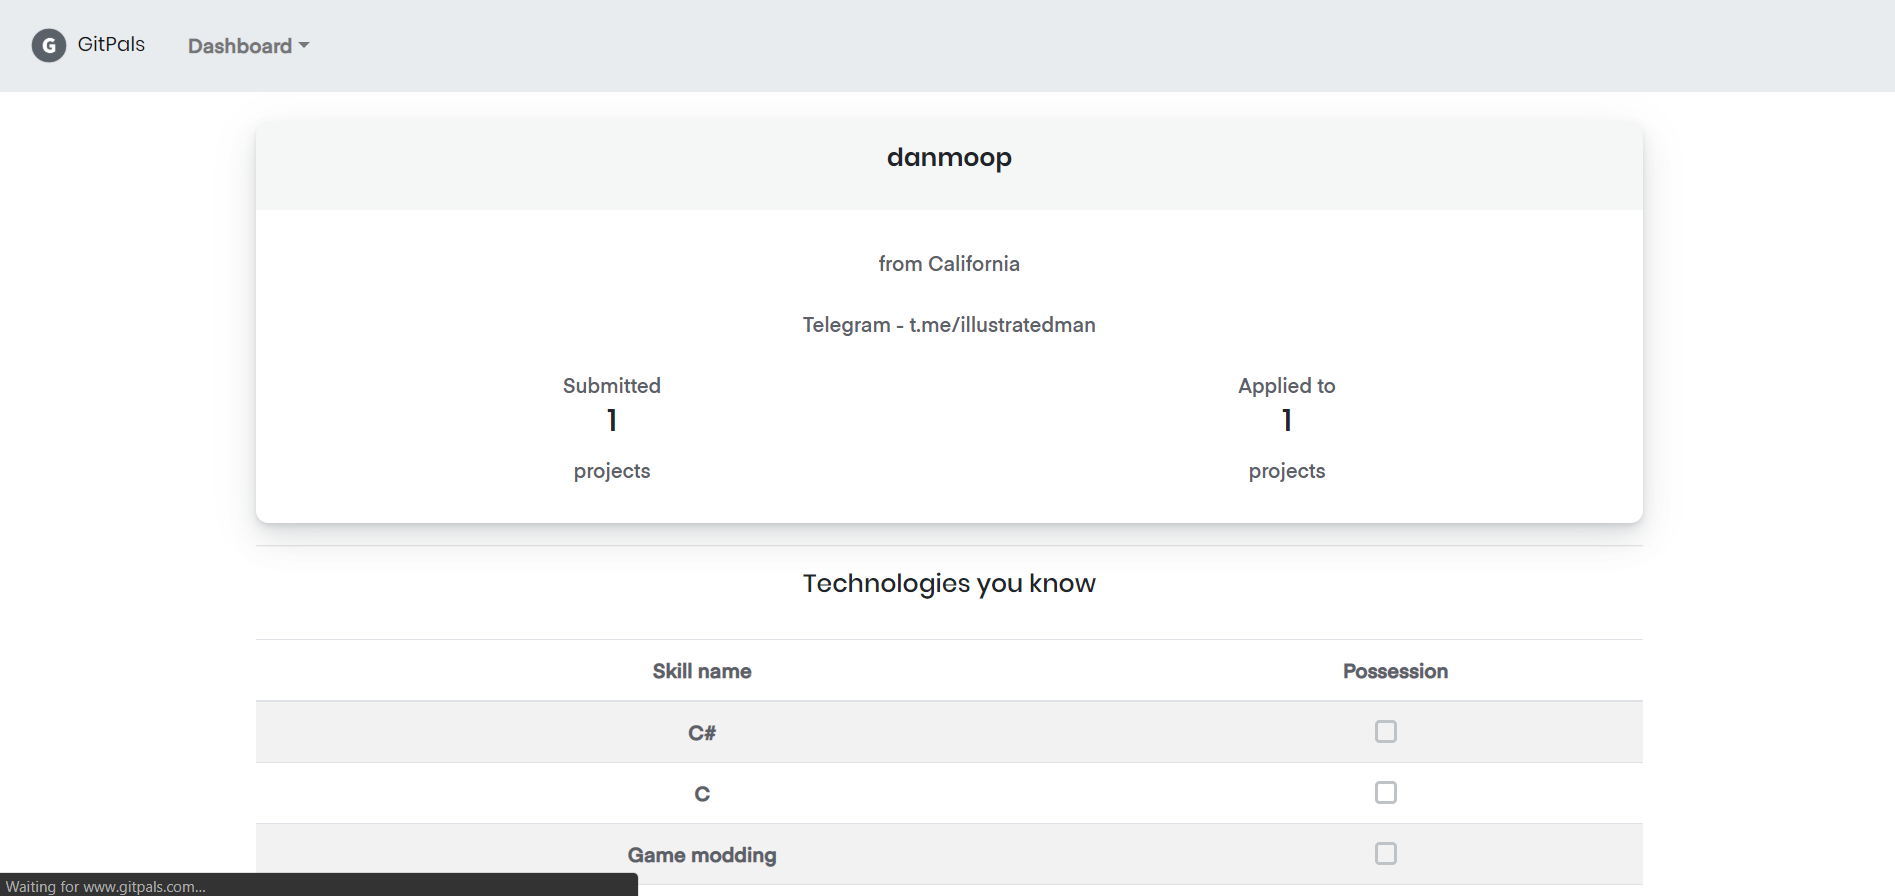 G GitPals Dashboard
danmoop
from California
Telegram - t.me/illustratedman
Submitted Applied to
1 1
projects projects
Technologies you know
Skill name Possession
C#
C
Game modding
Waiting for www.gitpals.com...